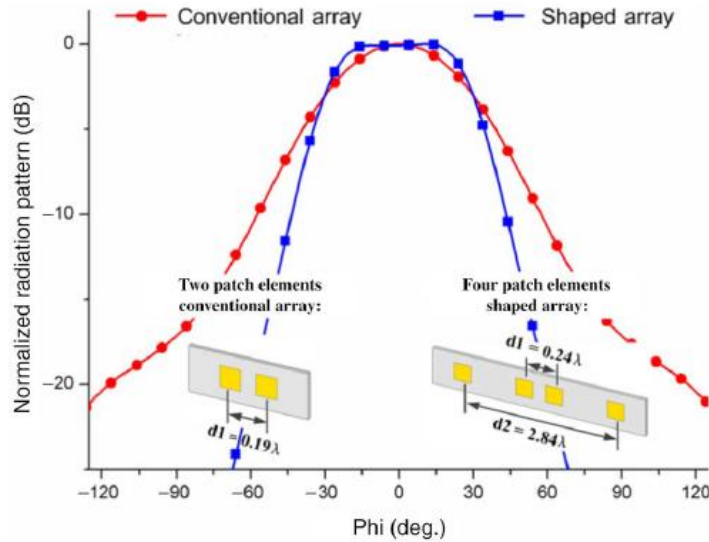 Conventional array
Shaped array
0
−10
−20
Normalized radiation pattern (dB)
Two patch elements
conventional array:
d1 = 0.19λ
Four patch elements
shaped array:
d1 = 0.24λ
d2 = 2.84λ
−120
−90
−60
−30
0
30
60
90
120
Phi (deg.)